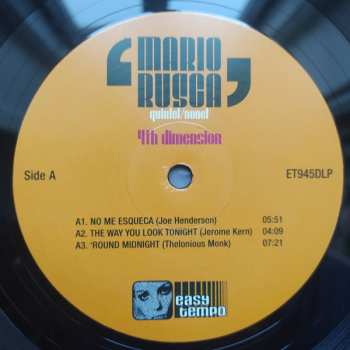 ‘MARIO
RUSCA’
quintet/nonet
4th dimension
Side A
ET945DLP
A1. NO ME ESQUECA (Joe Henderson) 05:51
A2. THE WAY YOU LOOK TONIGHT (Jerome Kern) 04:09
A3. ‘ROUND MIDNIGHT (Thelonious Monk) 07:21
easy
tempo